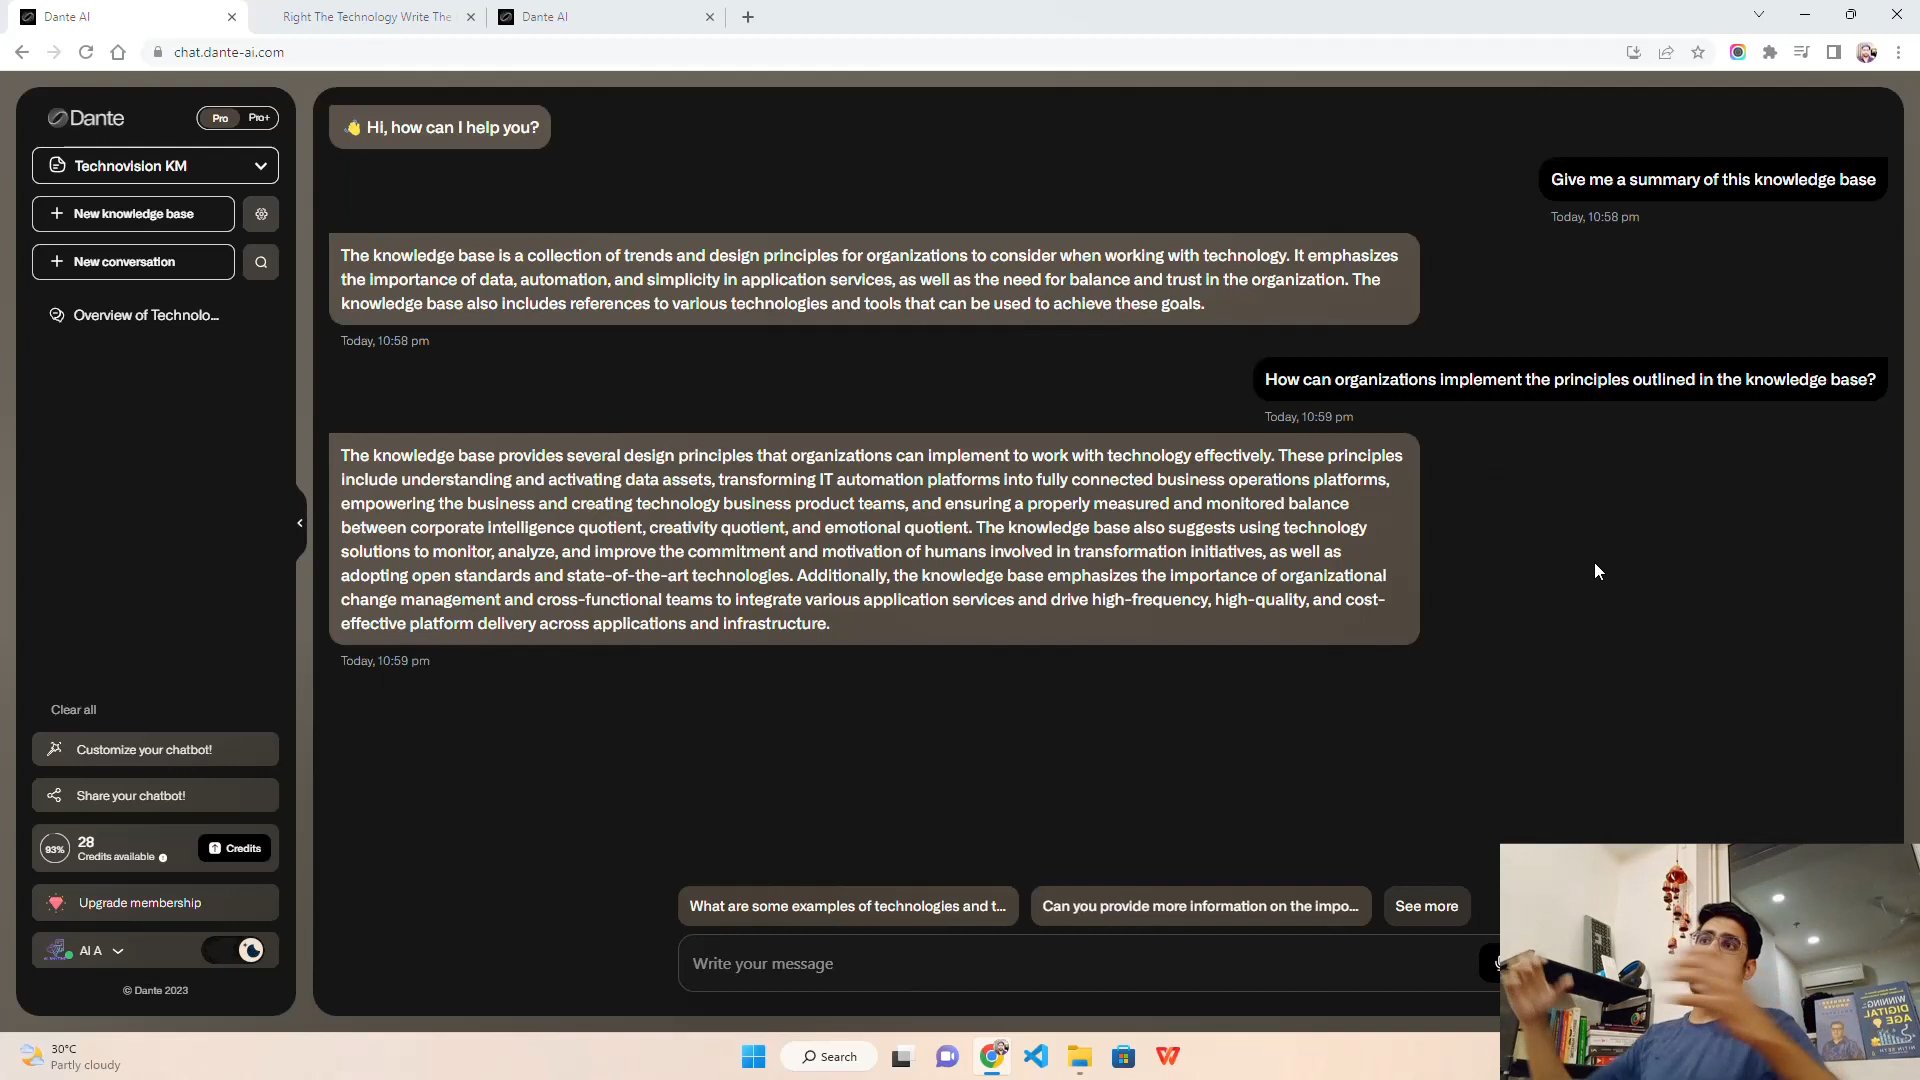 Dante AI
Right The Technology Write The
Dante AI
chat.dante-ai.com
Dante
Pro
Pro+
Technovision KM
New knowledge base
New conversation
Overview of Technolo...
Clear all
Customize your chatbot!
Share your chatbot!
93%
28
Credits available
Credits
Upgrade membership
AI A
© Dante 2023
👋 Hi, how can I help you?
Give me a summary of this knowledge base
Today, 10:58 pm
The knowledge base is a collection of trends and design principles for organizations to consider when working with technology. It emphasizes
the importance of data, automation, and simplicity in application services, as well as the need for balance and trust in the organization. The
knowledge base also includes references to various technologies and tools that can be used to achieve these goals.
Today, 10:58 pm
How can organizations implement the principles outlined in the knowledge base?
Today, 10:59 pm
The knowledge base provides several design principles that organizations can implement to work with technology effectively. These principles
include understanding and activating data assets, transforming IT automation platforms into fully connected business operations platforms,
empowering the business and creating technology business product teams, and ensuring a properly measured and monitored balance
between corporate intelligence quotient, creativity quotient, and emotional quotient. The knowledge base also suggests using technology
solutions to monitor, analyze, and improve the commitment and motivation of humans involved in transformation initiatives, as well as
adopting open standards and state-of-the-art technologies. Additionally, the knowledge base emphasizes the importance of organizational
change management and cross-functional teams to integrate various application services and drive high-frequency, high-quality, and cost-
effective platform delivery across applications and infrastructure.
Today, 10:59 pm
What are some examples of technologies and t...
Can you provide more information on the impo...
See more
Write your message
WINNING
DIGITAL
AGE
NITIN SETH
30°C
Partly cloudy
Search